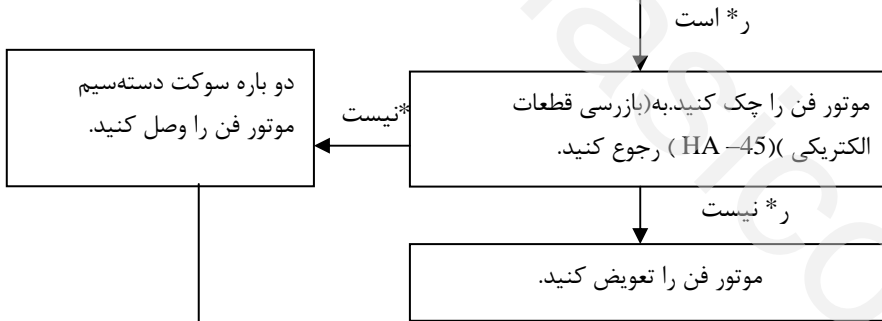 ر* است
دو باره سوکت دسته‌سیم
موتور فن را وصل کنید.
*نیست
موتور فن را چک کنید.به(بازرسی قطعات
الکتریکی )(HA –45 ) رجوع کنید.
ر* نیست
موتور فن را تعویض کنید.